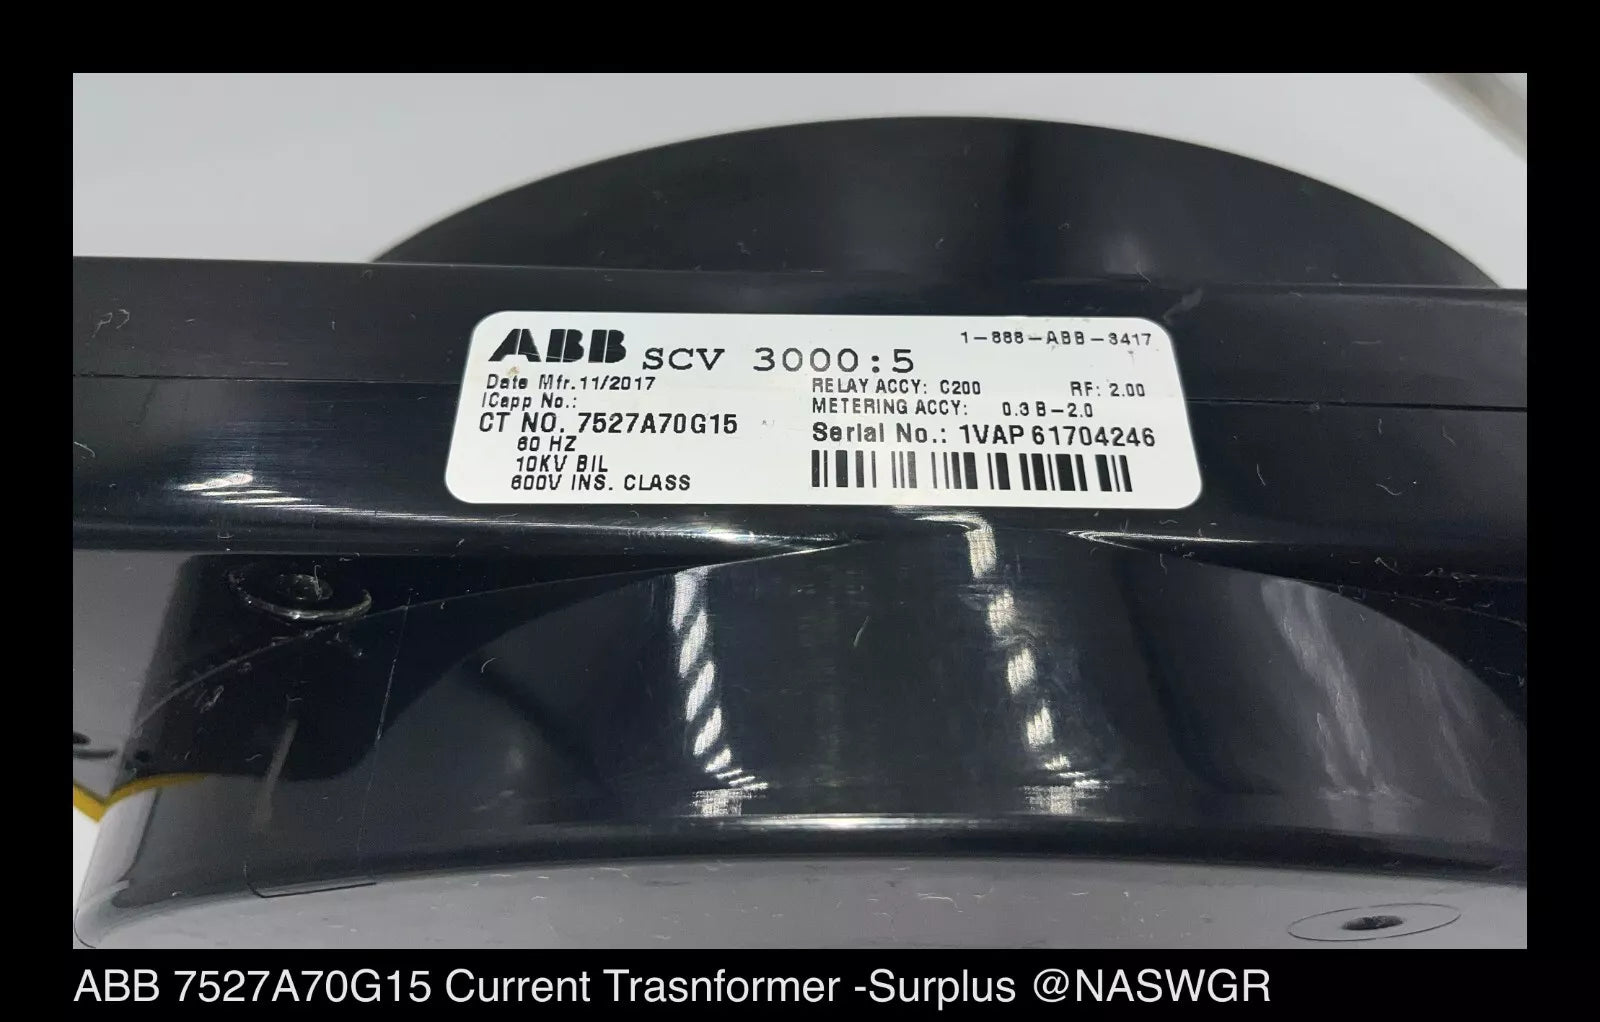 ABB SCV 3000:5
1-888-ABB-3417
Date Mfr. 11/2017
ICapp No.:
CT NO. 7527A70G15
60 HZ
10KV BIL
600V INS. CLASS
RELAY ACCY: C200 RF: 2.00
METERING ACCY: 0.3 B-2.0
Serial No.: 1VAP61704246
ABB 7527A70G15 Current Trasnformer -Surplus @NASWGR